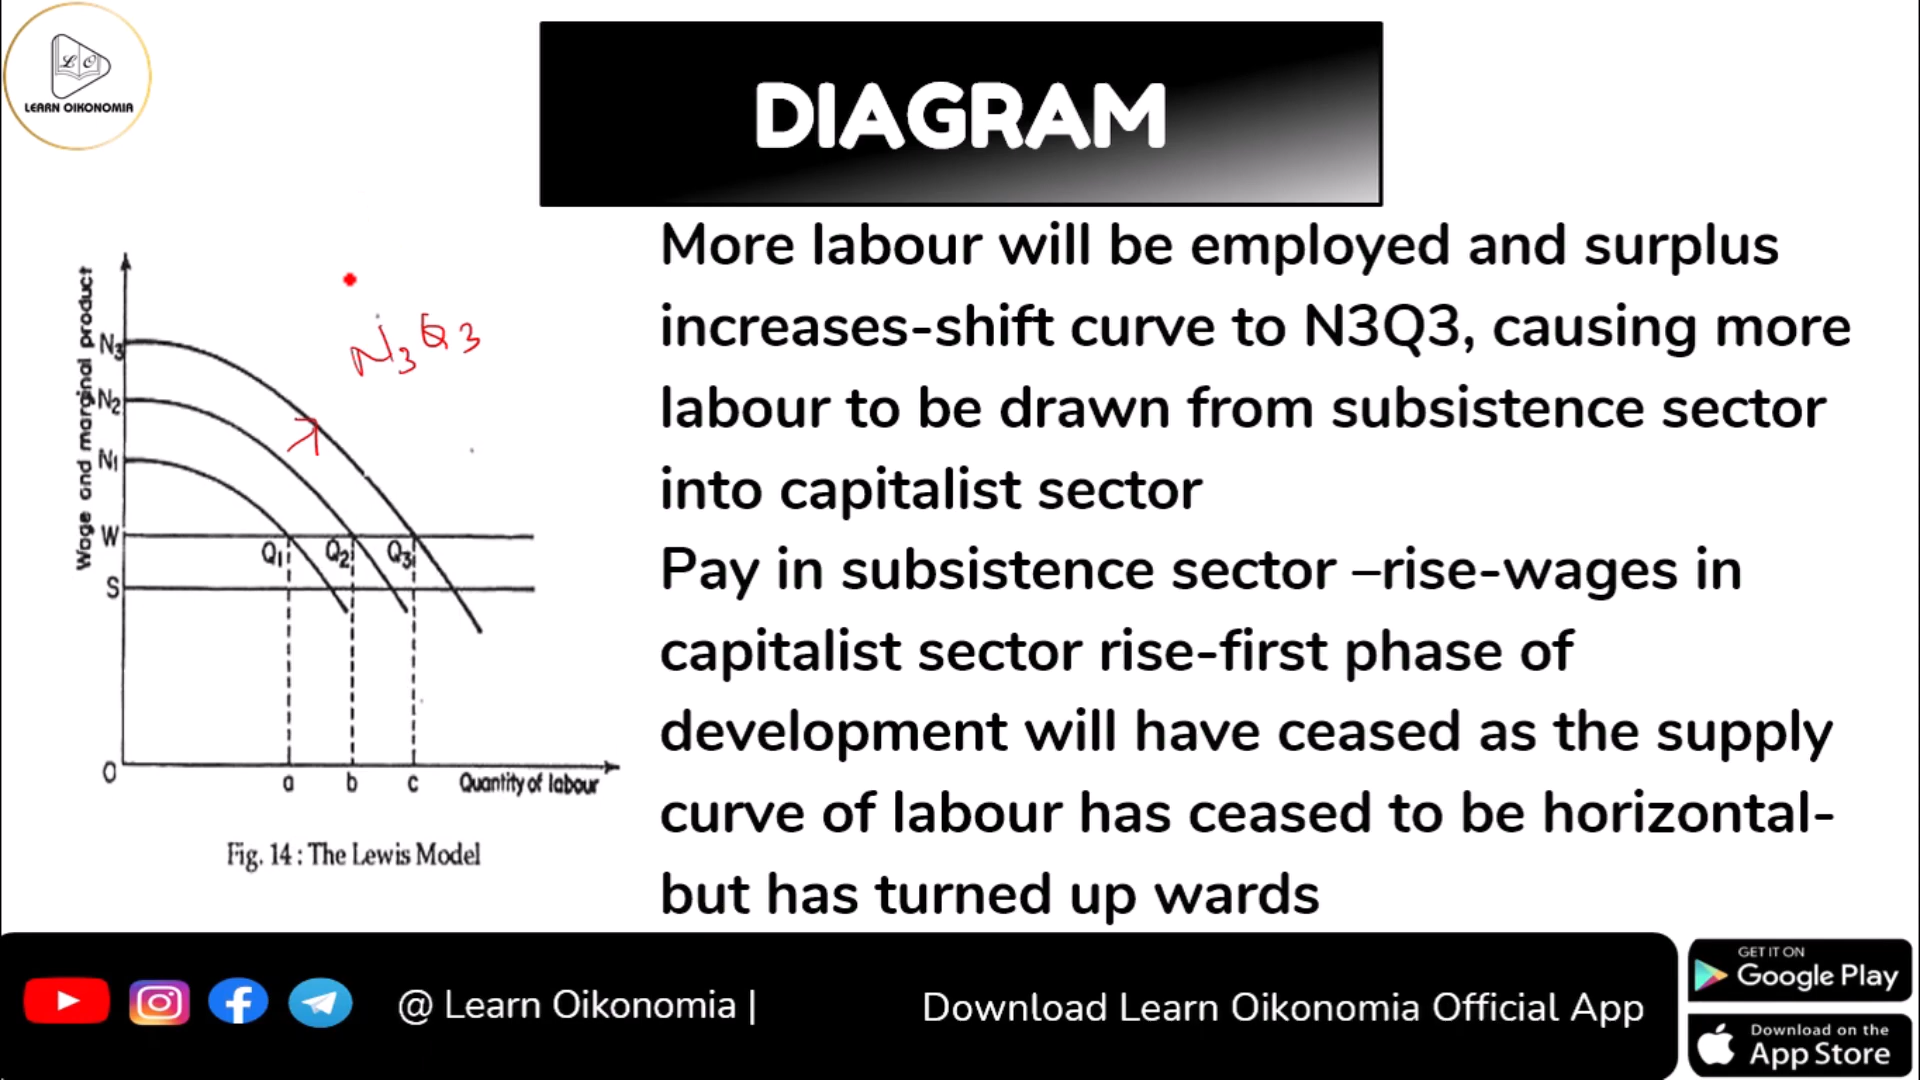 LO
LEARN OIKONOMIA
DIAGRAM
More labour will be employed and surplus
increases-shift curve to N3Q3, causing more
labour to be drawn from subsistence sector
into capitalist sector
Pay in subsistence sector –rise-wages in
capitalist sector rise-first phase of
development will have ceased as the supply
curve of labour has ceased to be horizontal-
but has turned up wards
Wage and marginal product
N₃
N₂
N₁
W
S
O
N₃Q₃
Q₁ Q₂ Q₃
a b c Quantity of labour
Fig. 14 : The Lewis Model
@ Learn Oikonomia |
Download Learn Oikonomia Official App
GET IT ON
Google Play
Download on the
App Store